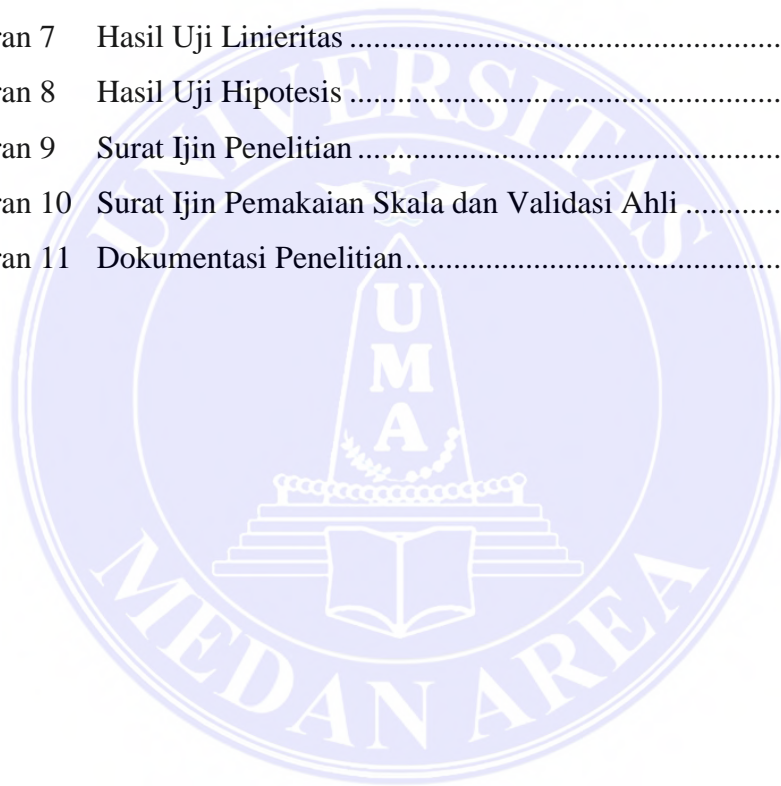 ran 7 Hasil Uji Linieritas ......................................................
ran 8 Hasil Uji Hipotesis ......................................................
ran 9 Surat Ijin Penelitian .....................................................
ran 10 Surat Ijin Pemakaian Skala dan Validasi Ahli ............
ran 11 Dokumentasi Penelitian...............................................
UNIVERSITAS
UMA
MEDAN AREA